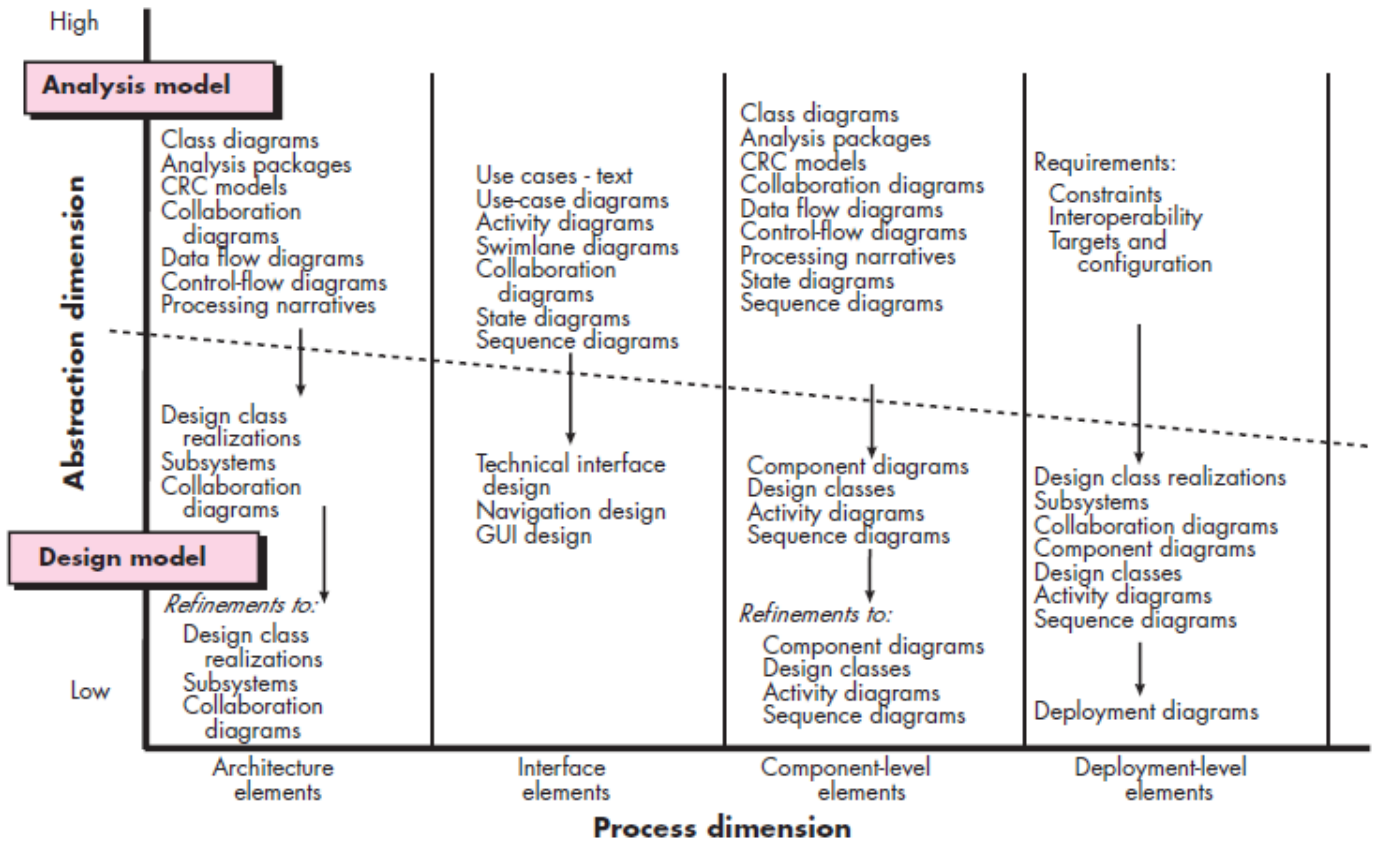 High
Analysis model
Abstraction dimension
Design model
Low
Class diagrams
Analysis packages
CRC models
Collaboration
diagrams
Data flow diagrams
Control-flow diagrams
Processing narratives
Design class
realizations
Subsystems
Collaboration
diagrams
Refinements to:
Design class
realizations
Subsystems
Collaboration
diagrams
Architecture
elements
Use cases - text
Use-case diagrams
Activity diagrams
Swimlane diagrams
Collaboration
diagrams
State diagrams
Sequence diagrams
Technical interface
design
Navigation design
GUI design
Interface
elements
Class diagrams
Analysis packages
CRC models
Collaboration diagrams
Data flow diagrams
Control-flow diagrams
Processing narratives
State diagrams
Sequence diagrams
Component diagrams
Design classes
Activity diagrams
Sequence diagrams
Refinements to:
Component diagrams
Design classes
Activity diagrams
Sequence diagrams
Component-level
elements
Requirements:
Constraints
Interoperability
Targets and
configuration
Design class realizations
Subsystems
Collaboration diagrams
Component diagrams
Design classes
Activity diagrams
Sequence diagrams
Deployment diagrams
Deployment-level
elements
Process dimension